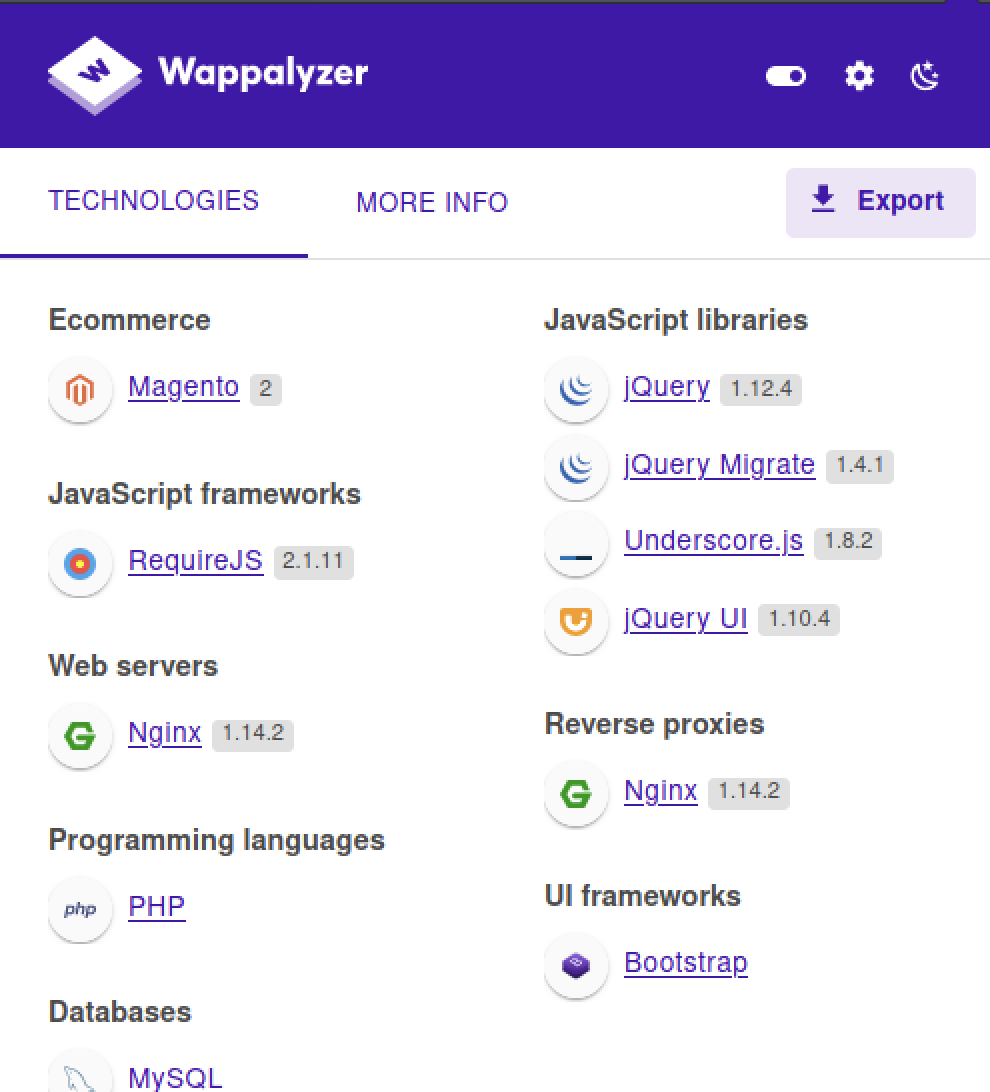 Wappalyzer
TECHNOLOGIES
MORE INFO
Export
Ecommerce
Magento 2
JavaScript frameworks
RequireJS 2.1.11
Web servers
Nginx 1.14.2
Programming languages
php PHP
Databases
MySQL
JavaScript libraries
jQuery 1.12.4
jQuery Migrate 1.4.1
Underscore.js 1.8.2
jQuery UI 1.10.4
Reverse proxies
Nginx 1.14.2
UI frameworks
Bootstrap